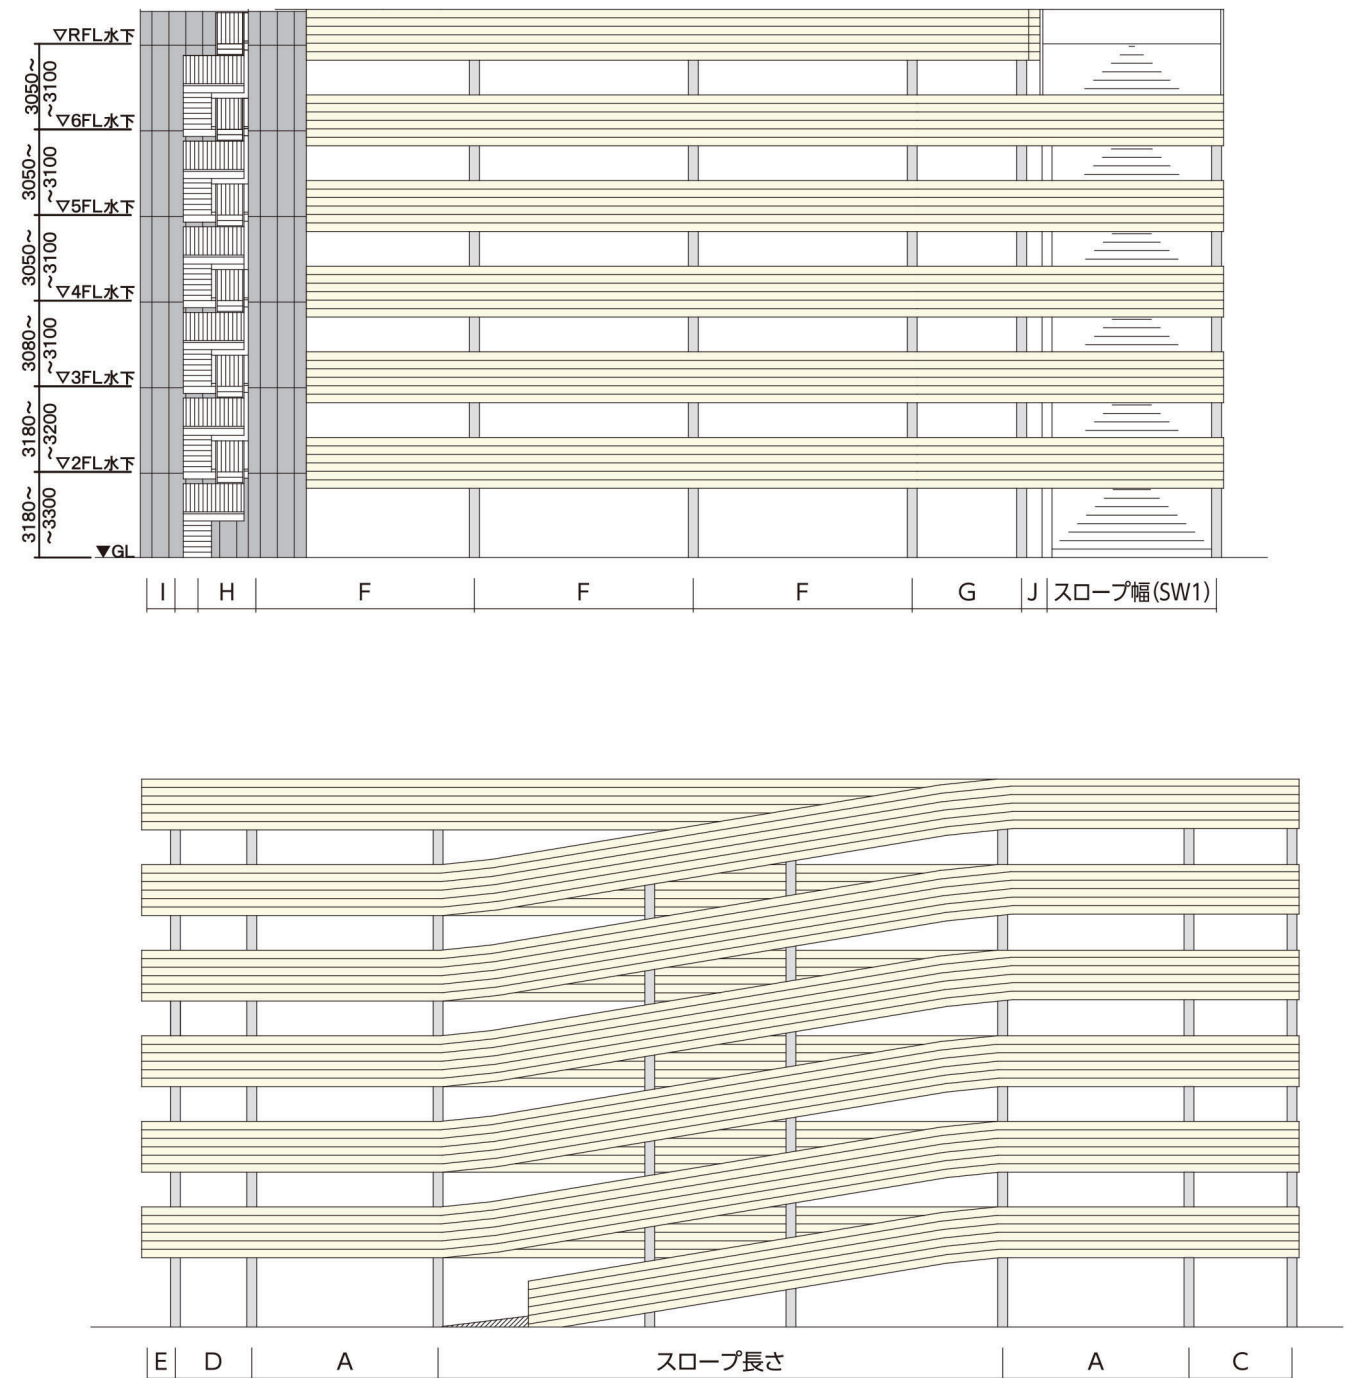 ▽RFL水下
3050～
～3100
▽6FL水下
3050～
～3100
▽5FL水下
3050～
～3100
▽4FL水下
3080～
～3100
▽3FL水下
3180～
～3200
▽2FL水下
3180～
～3300
▼GL
I H F F F G J スロープ幅(SW1)
E D A スロープ長さ A C